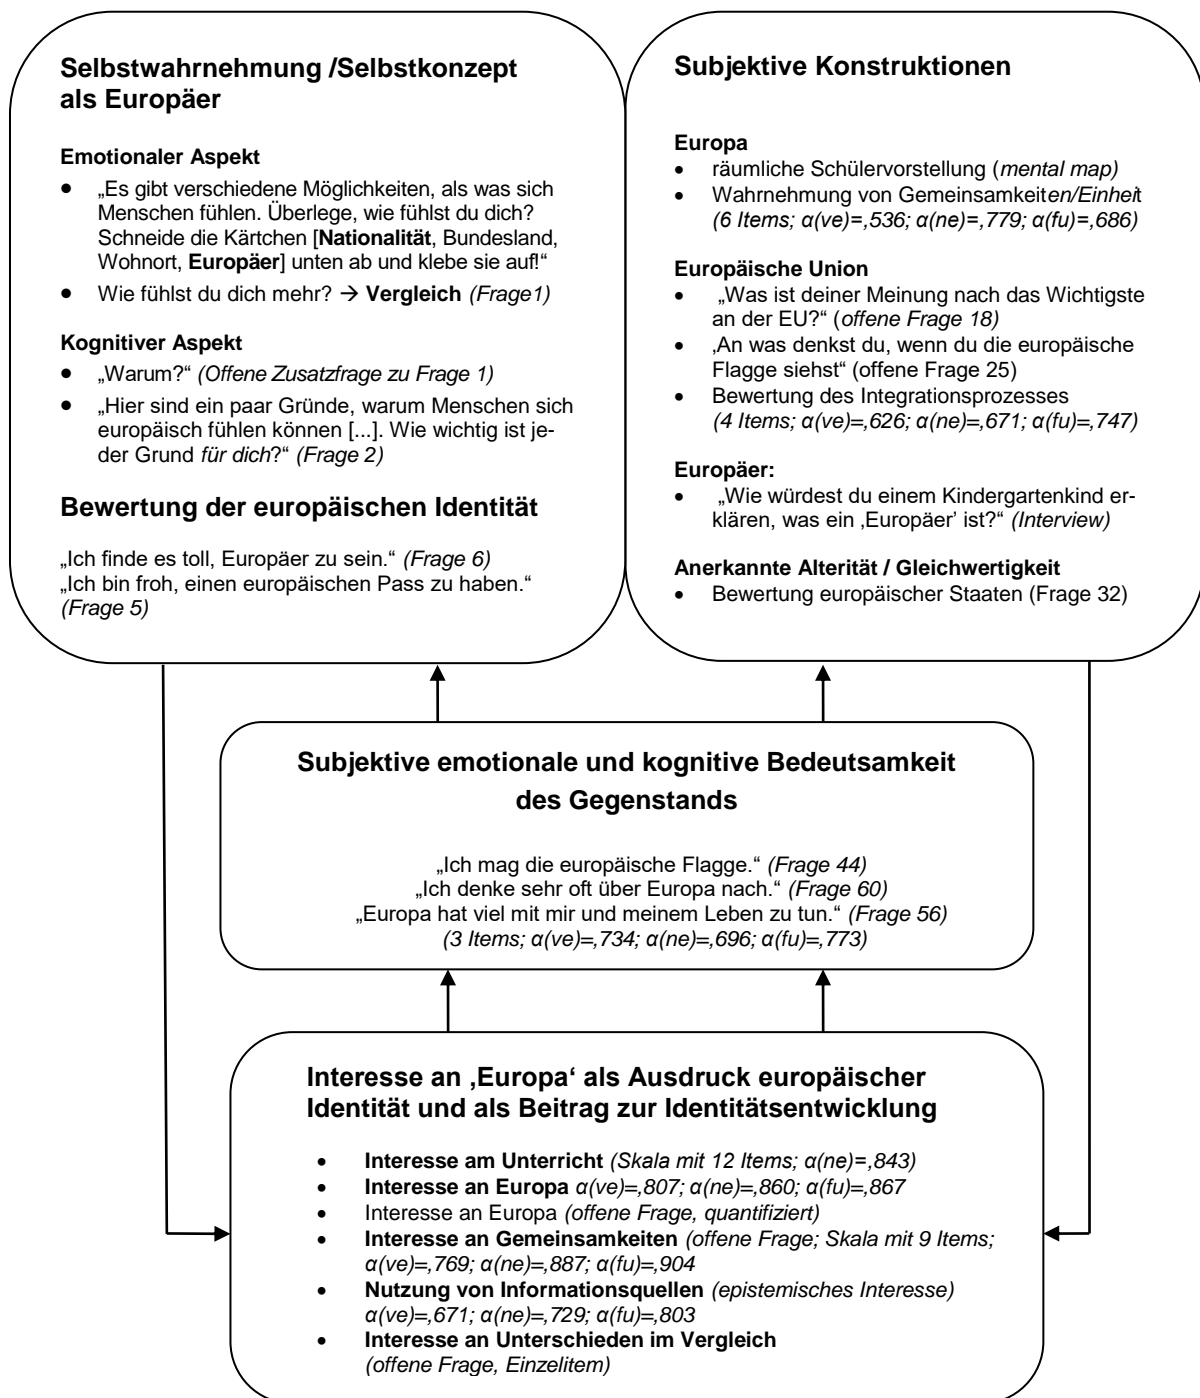 Selbstwahrnehmung /Selbstkonzept
als Europäer
Emotionaler Aspekt
• „Es gibt verschiedene Möglichkeiten, als was sich
Menschen fühlen. Überlege, wie fühlst du dich?
Schneide die Kärtchen [Nationalität, Bundesland,
Wohnort, Europäer] unten ab und klebe sie auf!“
• Wie fühlst du dich mehr? → Vergleich (Frage1)
Kognitiver Aspekt
• „Warum?“ (Offene Zusatzfrage zu Frage 1)
• „Hier sind ein paar Gründe, warum Menschen sich
europäisch fühlen können [...]. Wie wichtig ist je-
der Grund für dich?“ (Frage 2)
Bewertung der europäischen Identität
„Ich finde es toll, Europäer zu sein.“ (Frage 6)
„Ich bin froh, einen europäischen Pass zu haben.“
(Frage 5)
Subjektive Konstruktionen
Europa
• räumliche Schülervorstellung (mental map)
• Wahrnehmung von Gemeinsamkeiten/Einheit
(6 Items; α(ve)=,536; α(ne)=,779; α(fu)=,686)
Europäische Union
• „Was ist deiner Meinung nach das Wichtigste
an der EU?“ (offene Frage 18)
• ‚An was denkst du, wenn du die europäische
Flagge siehst“ (offene Frage 25)
• Bewertung des Integrationsprozesses
(4 Items; α(ve)=,626; α(ne)=,671; α(fu)=,747)
Europäer:
• „Wie würdest du einem Kindergartenkind er-
klären, was ein ‚Europäer’ ist?“ (Interview)
Anerkannte Alterität / Gleichwertigkeit
• Bewertung europäischer Staaten (Frage 32)
Subjektive emotionale und kognitive Bedeutsamkeit
des Gegenstands
„Ich mag die europäische Flagge.“ (Frage 44)
„Ich denke sehr oft über Europa nach.“ (Frage 60)
„Europa hat viel mit mir und meinem Leben zu tun.“ (Frage 56)
(3 Items; α(ve)=,734; α(ne)=,696; α(fu)=,773)
Interesse an ‚Europa‘ als Ausdruck europäischer
Identität und als Beitrag zur Identitätsentwicklung
• Interesse am Unterricht (Skala mit 12 Items; α(ne)=,843)
• Interesse an Europa α(ve)=,807; α(ne)=,860; α(fu)=,867
• Interesse an Europa (offene Frage, quantifiziert)
• Interesse an Gemeinsamkeiten (offene Frage; Skala mit 9 Items;
α(ve)=,769; α(ne)=,887; α(fu)=,904
• Nutzung von Informationsquellen (epistemisches Interesse)
α(ve)=,671; α(ne)=,729; α(fu)=,803
• Interesse an Unterschieden im Vergleich
(offene Frage, Einzelitem)